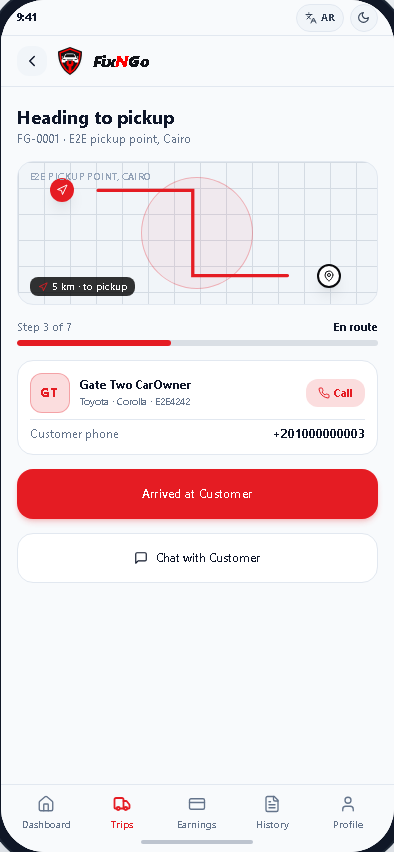 9:41
AR
FixNGo
Heading to pickup
FG-0001 · E2E pickup point, Cairo
E2E PICKUP POINT, CAIRO
5 km · to pickup
Step 3 of 7
En route
GT
Gate Two CarOwner
Toyota · Corolla · E2E4242
Call
Customer phone
+201000000003
Arrived at Customer
Chat with Customer
Dashboard
Trips
Earnings
History
Profile